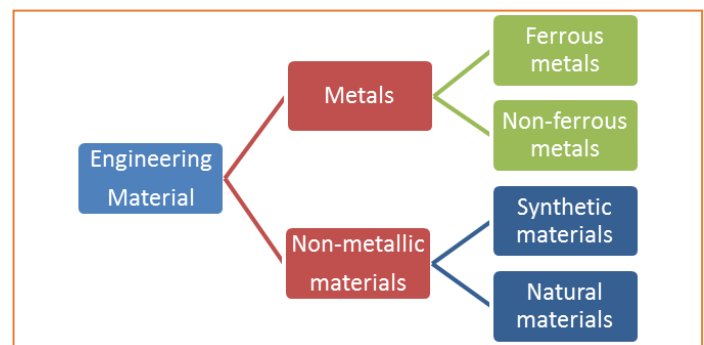 Engineering
Material
Metals
Non-metallic
materials
Ferrous
metals
Non-ferrous
metals
Synthetic
materials
Natural
materials